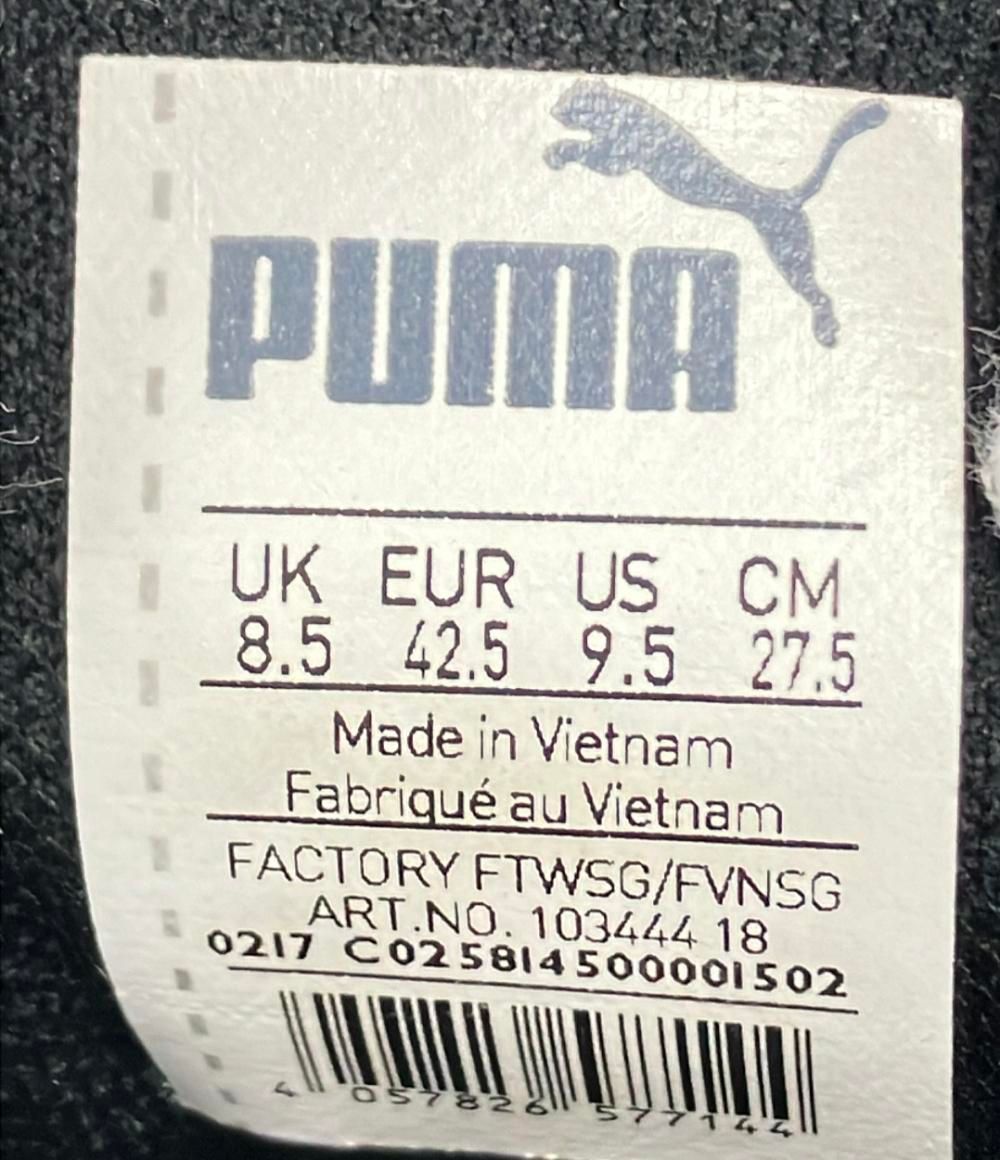 PUMA
UK EUR US CM
8.5 42.5 9.5 27.5
Made in Vietnam
Fabriqué au Vietnam
FACTORY FTWSG/FVNSG
ART.NO. 103444 18
0217 C025814500001502
4 057826 577144